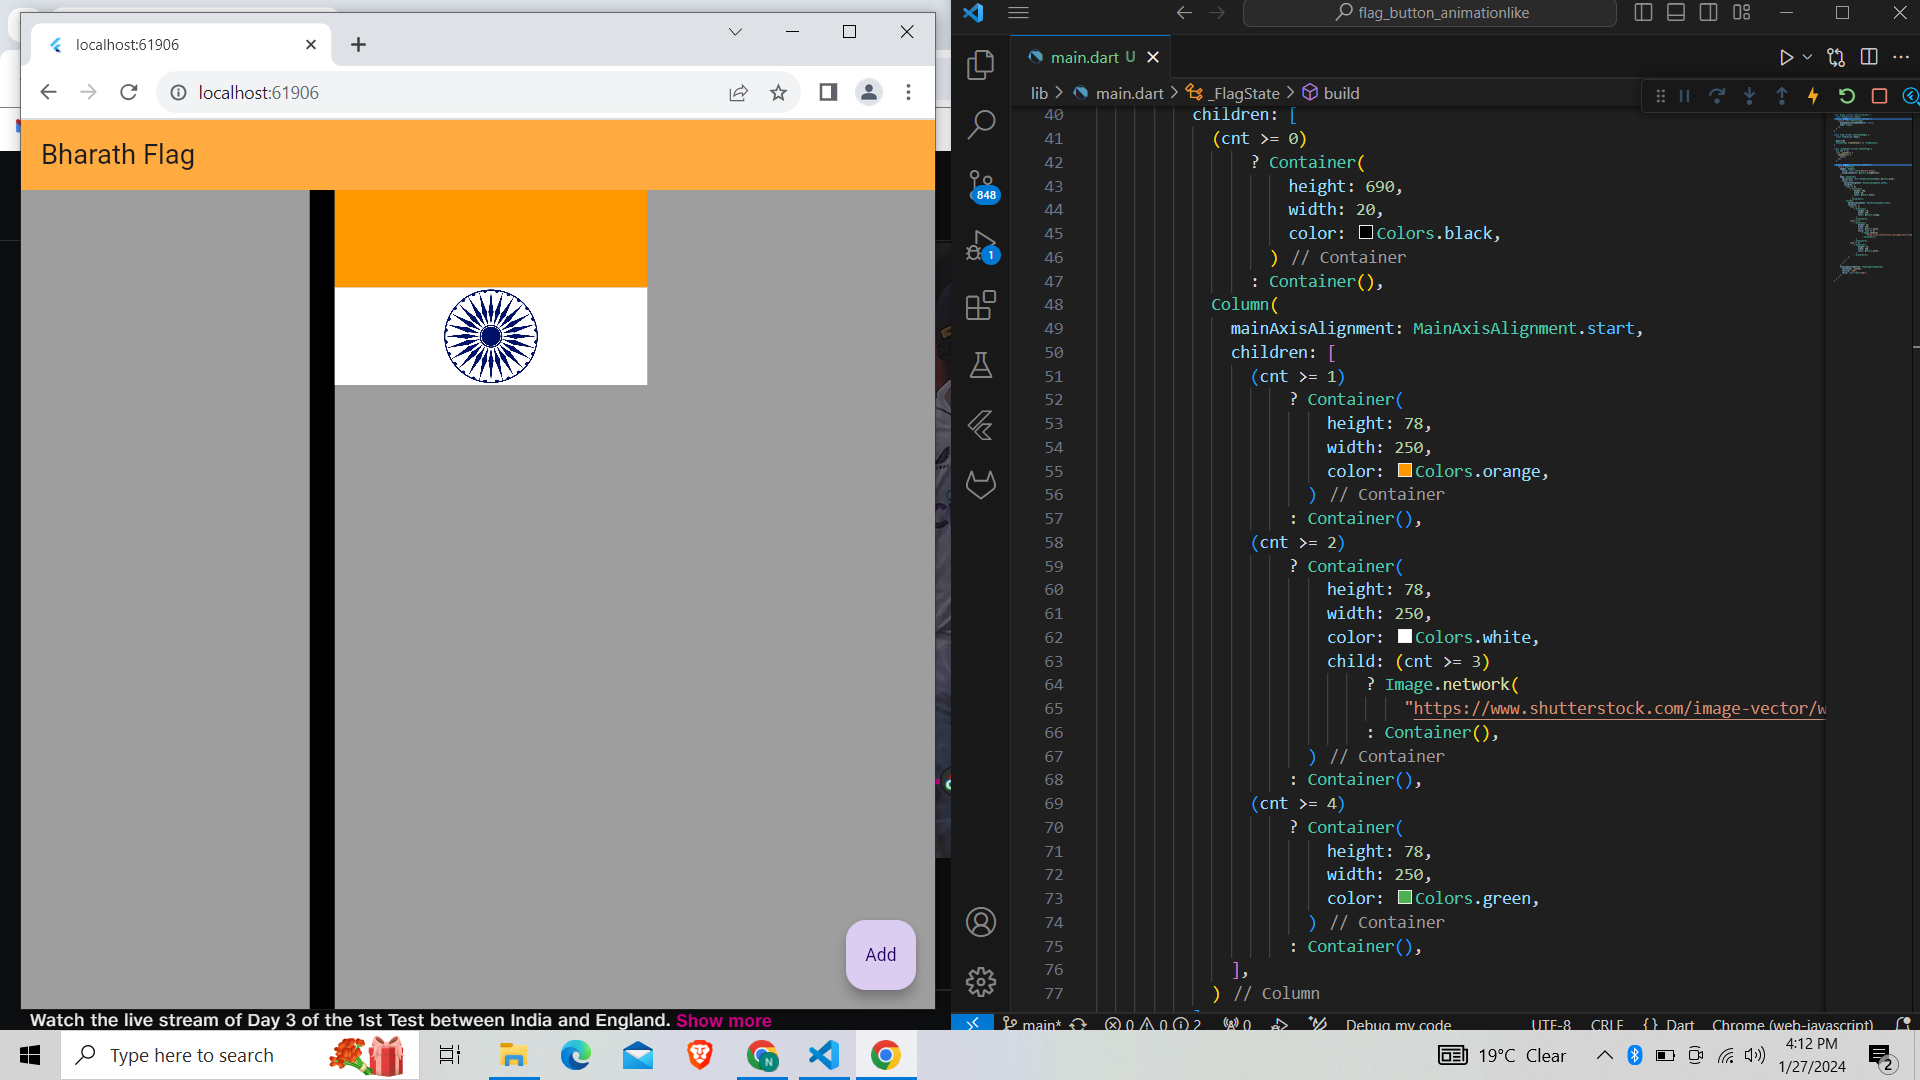 localhost:61906
localhost:61906
Bharath Flag
Add
Watch the live stream of Day 3 of the 1st Test between India and England. Show more
flag_button_animationlike
main.dart U
lib > main.dart > _FlagState > build
848
1
40 children: [
41 (cnt >= 0)
42 ? Container(
43 height: 690,
44 width: 20,
45 color: Colors.black,
46 ) // Container
47 : Container(),
48 Column(
49 mainAxisAlignment: MainAxisAlignment.start,
50 children: [
51 (cnt >= 1)
52 ? Container(
53 height: 78,
54 width: 250,
55 color: Colors.orange,
56 ) // Container
57 : Container(),
58 (cnt >= 2)
59 ? Container(
60 height: 78,
61 width: 250,
62 color: Colors.white,
63 child: (cnt >= 3)
64 ? Image.network(
65 "https://www.shutterstock.com/image-vector/w
66 : Container(),
67 ) // Container
68 : Container(),
69 (cnt >= 4)
70 ? Container(
71 height: 78,
72 width: 250,
73 color: Colors.green,
74 ) // Container
75 : Container(),
76 ],
77 ) // Column
main* 0 0 2 0 Debug my code UTF-8 CRLF {} Dart Chrome (web-javascript)
Type here to search
N
19°C Clear
4:12 PM
1/27/2024
2